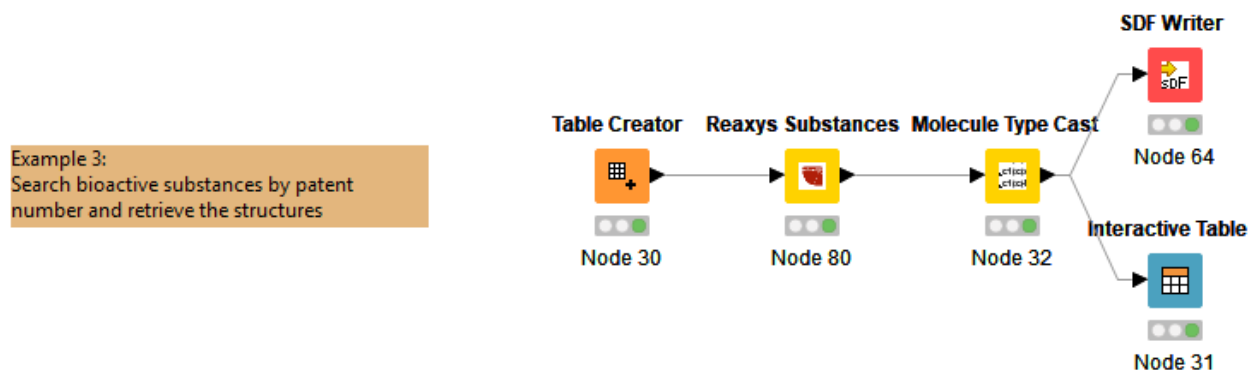 Example 3:
Search bioactive substances by patent
number and retrieve the structures
Table Creator
Node 30
Reaxys Substances
Node 80
Molecule Type Cast
Node 32
SDF Writer
SDF
Node 64
Interactive Table
Node 31